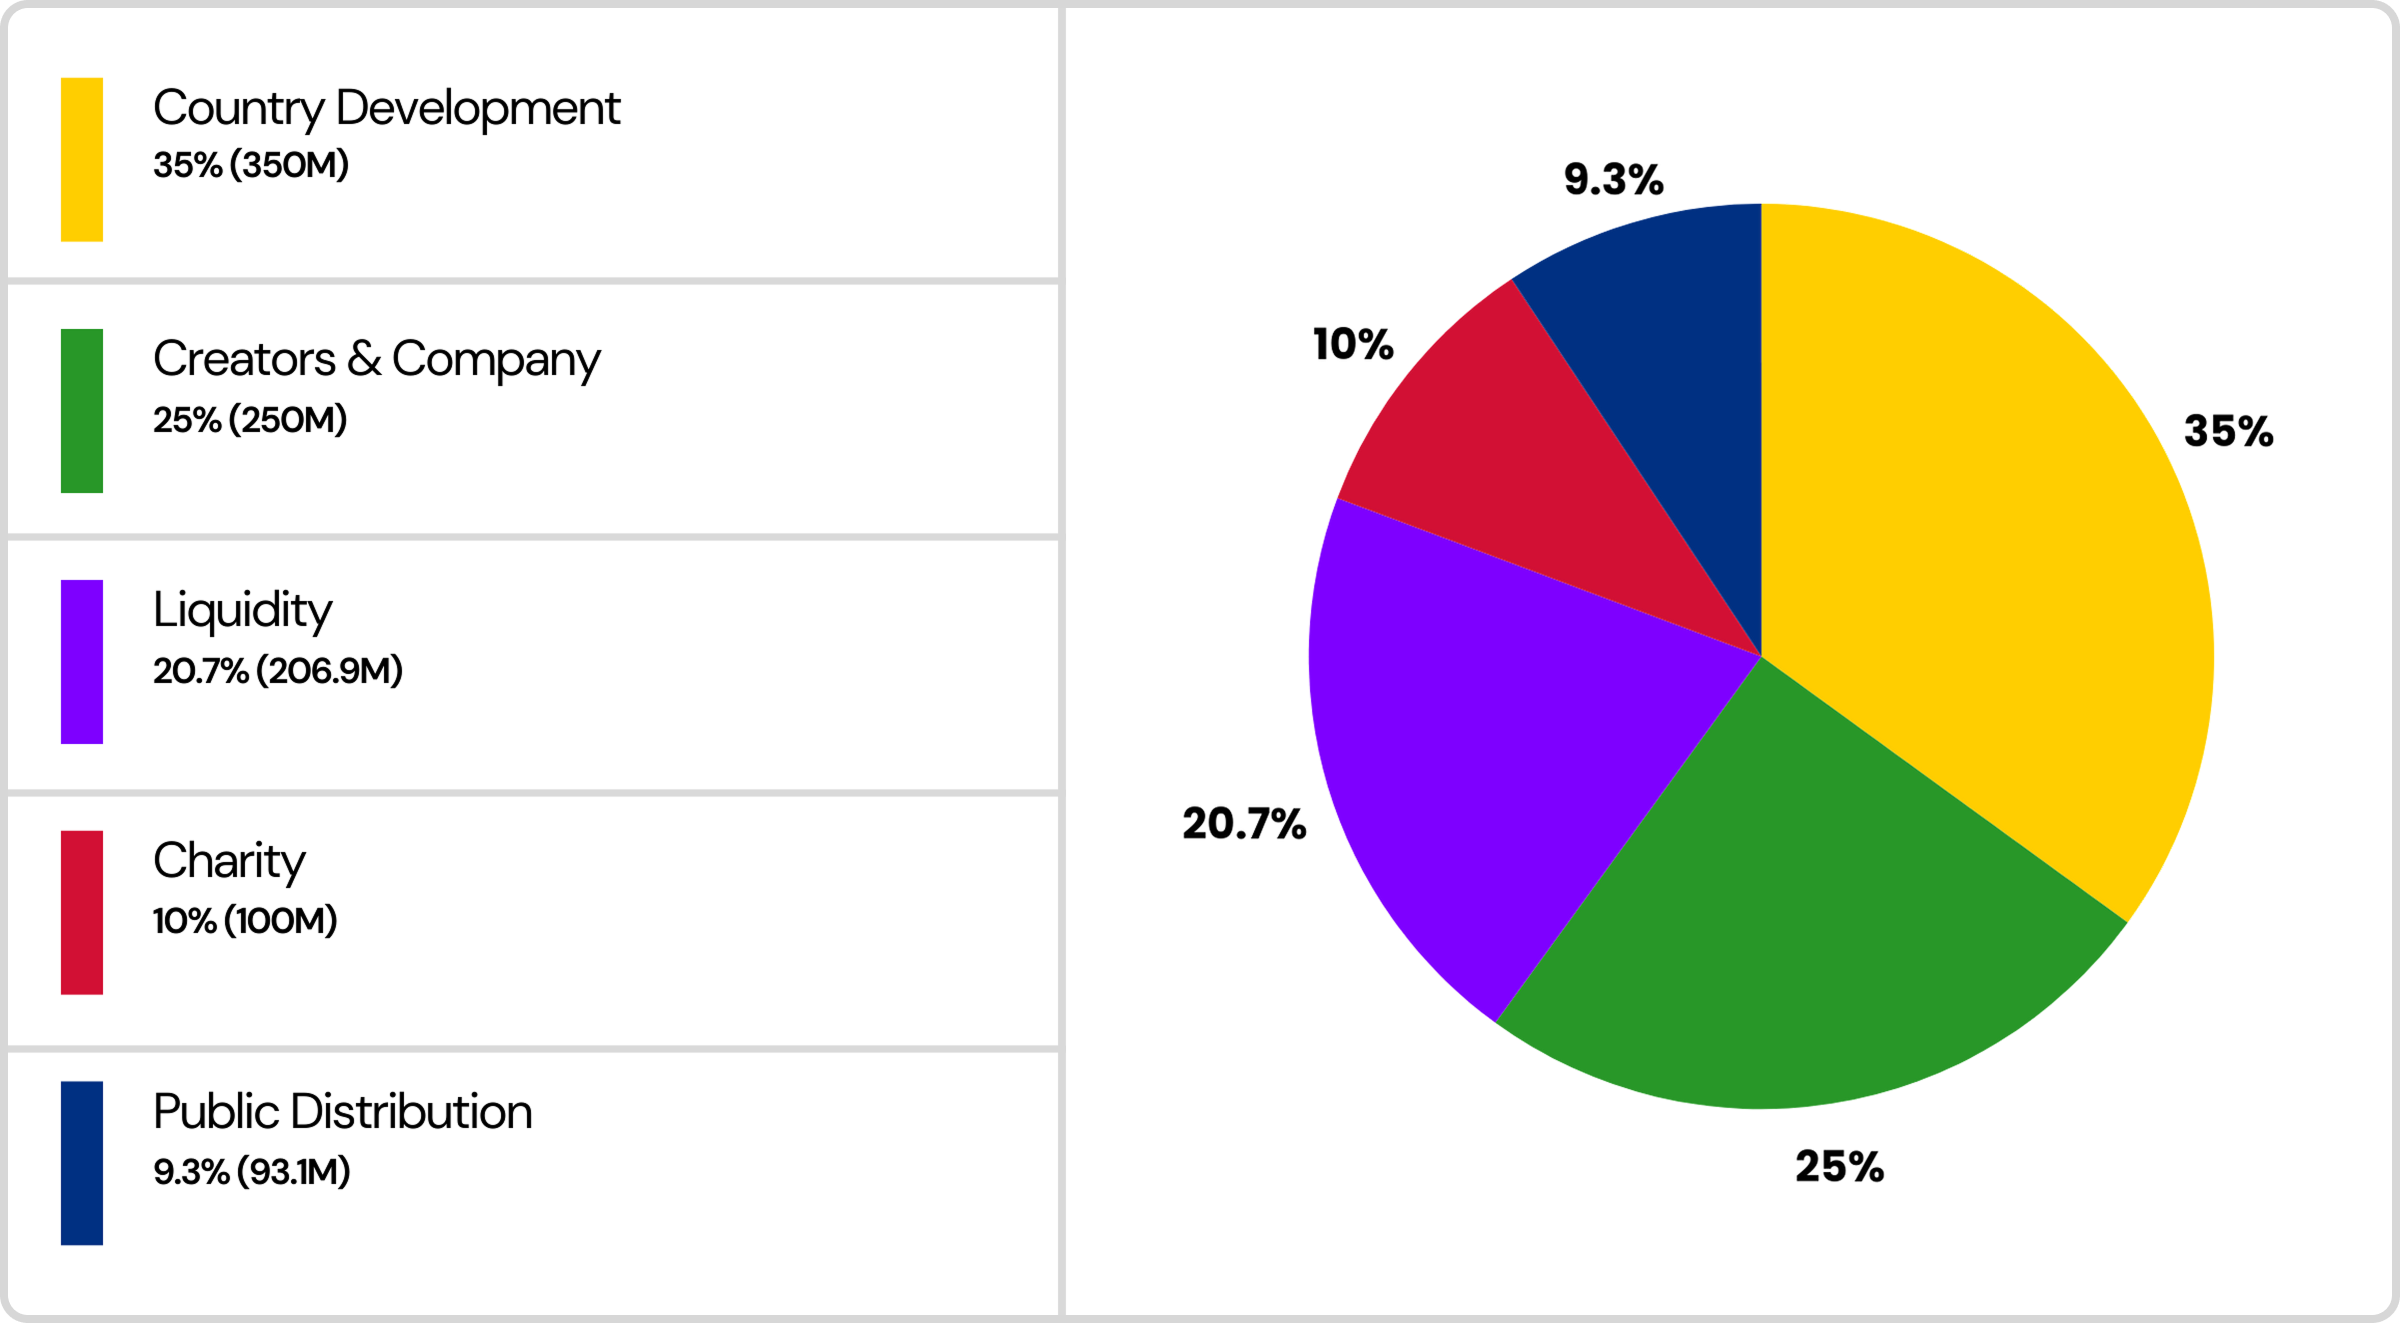 Country Development
35% (350M)
Creators & Company
25% (250M)
Liquidity
20.7% (206.9M)
Charity
10% (100M)
Public Distribution
9.3% (93.1M)
9.3%
10%
35%
20.7%
25%